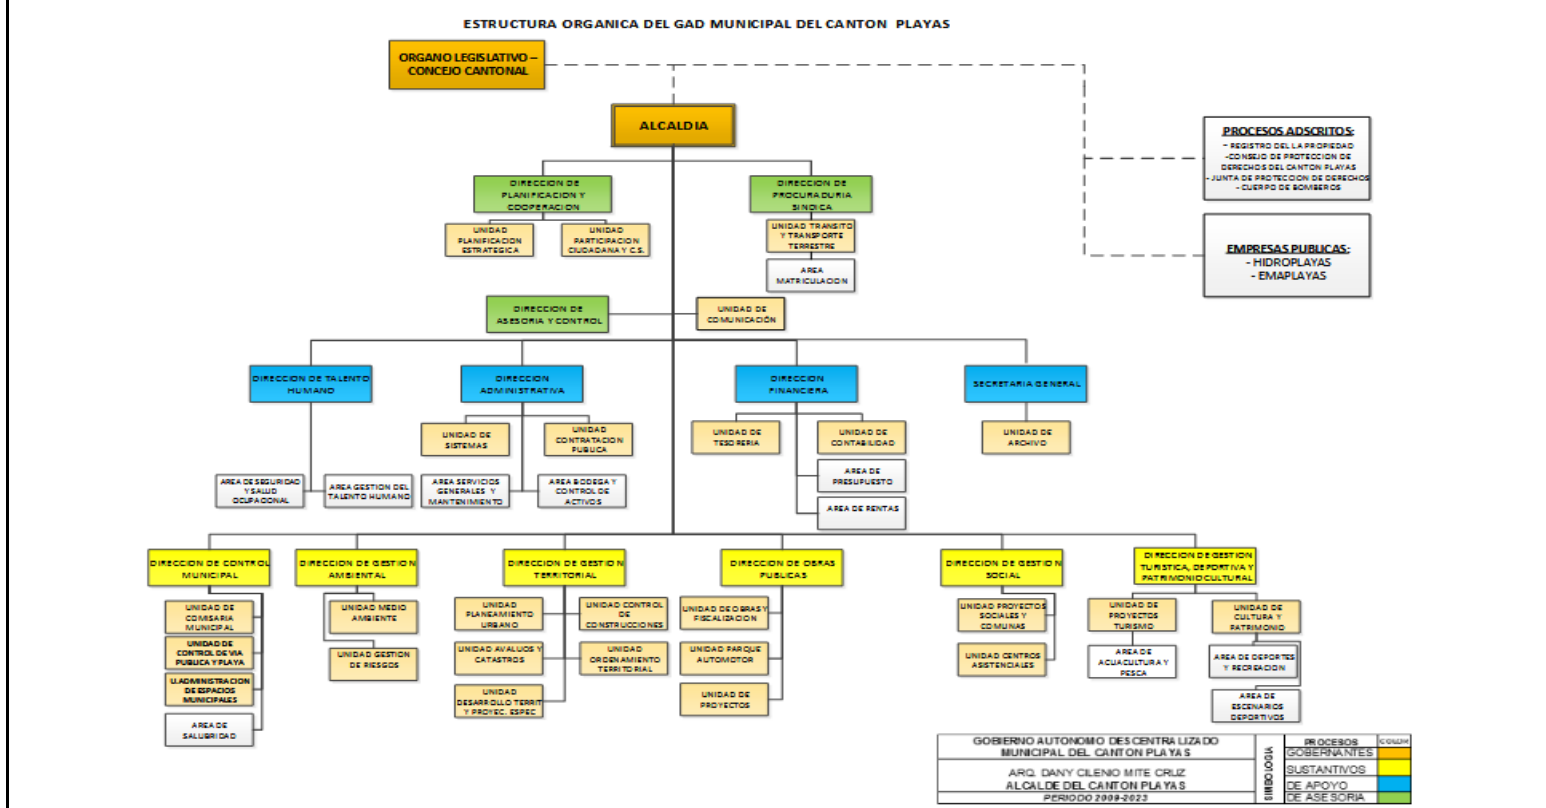 ESTRUCTURA ORGANICA DEL GAD MUNICIPAL DEL CANTON PLAYAS
ORGANO LEGISLATIVO –
CONCEJO CANTONAL
ALCALDIA
PROCESOS ADSCRITOS:
- REGISTRO DEL LA PROPIEDAD
-CONSEJO DE PROTECCION DE
DERECHOS DEL CANTON PLAYAS
- JUNTA DE PROTECCION DE DERECHOS
- CUERPO DE BOMBEROS
EMPRESAS PUBLICAS:
- HIDROPLAYAS
- EMAPLAYAS
DIRECCION DE
PLANIFICACION Y
COOPERACION
DIRECCION DE
PROCURADURIA
SINDICA
UNIDAD
PLANIFICACION
ESTRATEGICA
UNIDAD
PARTICIPACION
CIUDADANA Y C.S.
UNIDAD TRANSITO
Y TRANSPORTE
TERRESTRE
AREA
MATRICULACION
DIRECCION DE
ASESORIA Y CONTROL
UNIDAD DE
COMUNICACIÓN
DIRECCION DE TALENTO
HUMANO
DIRECCION
ADMINISTRATIVA
DIRECCION
FINANCIERA
SECRETARIA GENERAL
UNIDAD DE
SISTEMAS
UNIDAD
CONTRATACION
PUBLICA
UNIDAD DE
TESORERIA
UNIDAD DE
CONTABILIDAD
UNIDAD DE
ARCHIVO
AREA DE SEGURIDAD
Y SALUD
OCUPACIONAL
AREA GESTION DEL
TALENTO HUMANO
AREA SERVICIOS
GENERALES Y
MANTENIMIENTO
AREA BODEGA Y
CONTROL DE
ACTIVOS
AREA DE
PRESUPUESTO
AREA DE RENTAS
DIRECCION DE CONTROL
MUNICIPAL
DIRECCION DE GESTION
AMBIENTAL
DIRECCION DE GESTION
TERRITORIAL
DIRECCION DE OBRAS
PUBLICAS
DIRECCION DE GESTION
SOCIAL
DIRECCION DE GESTION
TURISTICA, DEPORTIVA Y
PATRIMONIO CULTURAL
UNIDAD DE
COMISARIA
MUNICIPAL
UNIDAD DE
CONTROL DE VIA
PUBLICA Y PLAYA
U.ADMINISTRACION
DE ESPACIOS
MUNICIPALES
AREA DE
SALUBRIDAD
UNIDAD MEDIO
AMBIENTE
UNIDAD GESTION
DE RIESGOS
UNIDAD
PLANEAMIENTO
URBANO
UNIDAD CONTROL
DE
CONSTRUCCIONES
UNIDAD AVALUOS Y
CATASTROS
UNIDAD
ORDENAMIENTO
TERRITORIAL
UNIDAD
DESARROLLO TERRIT
Y PROYEC. ESPEC
UNIDAD DE OBRAS Y
FISCALIZACION
UNIDAD PARQUE
AUTOMOTOR
UNIDAD DE
PROYECTOS
UNIDAD PROYECTOS
SOCIALES Y
COMUNAS
UNIDAD CENTROS
ASISTENCIALES
UNIDAD DE
PROYECTOS
TURISMO
AREA DE
ACUACULTURA Y
PESCA
UNIDAD DE
CULTURA Y
PATRIMONIO
AREA DE DEPORTES
Y RECREACION
AREA DE
ESCENARIOS
DEPORTIVOS
GOBIERNO AUTONOMO DESCENTRALIZADO
MUNICIPAL DEL CANTON PLAYAS
ARQ. DANY CILENIO MITE CRUZ
ALCALDE DEL CANTON PLAYAS
PERIODO 2009-2023
SIMBOLOGIA
PROCESOS
COLOR
GOBERNANTES
SUSTANTIVOS
DE APOYO
DE ASESORIA